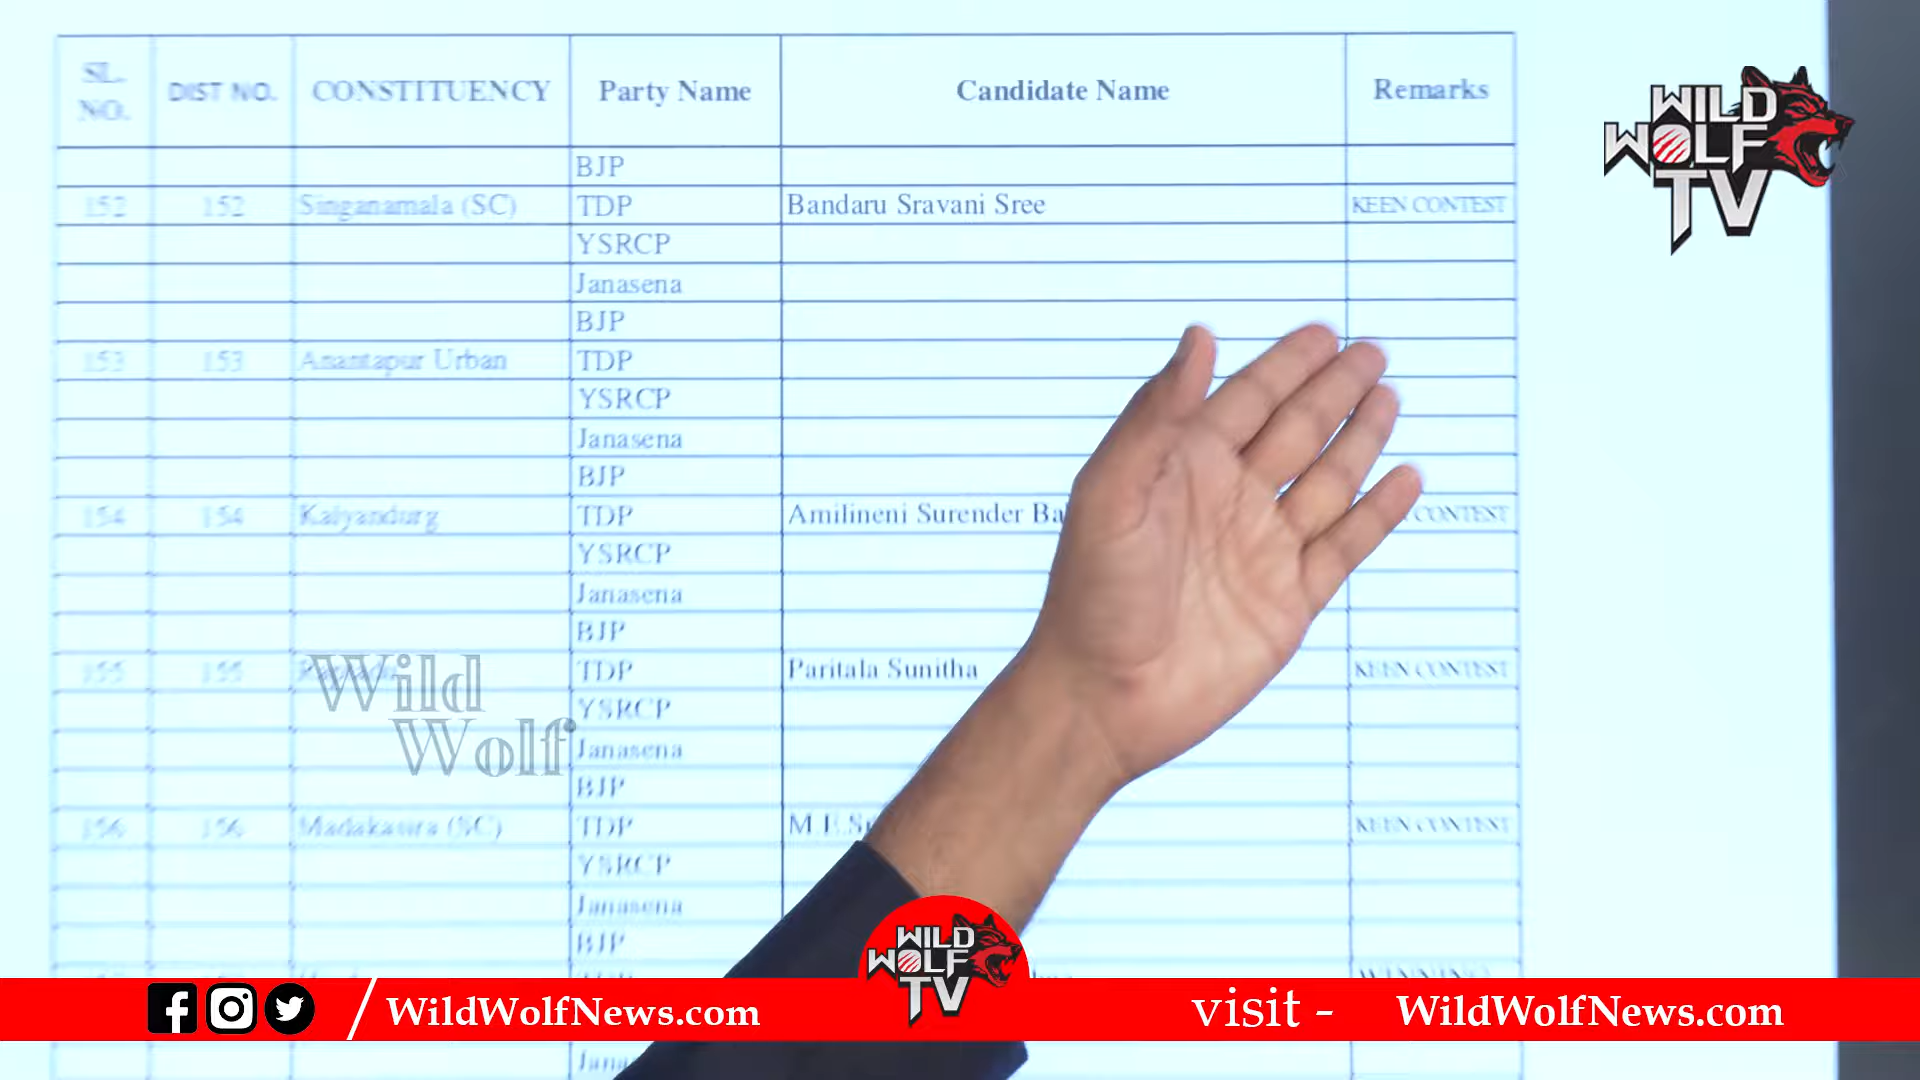 SL. NO. DIST NO. CONSTITUENCY Party Name Candidate Name Remarks
BJP
152 152 Singanamala (SC) TDP Bandaru Sravani Sree KEEN CONTEST
YSRCP
Janasena
BJP
153 153 Anantapur Urban TDP
YSRCP
Janasena
BJP
154 154 Kalyandurg TDP Amilineni Surender CONTEST
YSRCP
Janasena
BJP
155 155 TDP Paritala Sunitha KEEN CONTEST
YSRCP
Janasena
BJP
156 156 Madakasira (SC) TDP KEEN CONTEST
YSRCP
Janasena
BJP
WILD WOLF TV
Wild
Wolf
WILD WOLF TV
WildWolfNews.com
visit - WildWolfNews.com